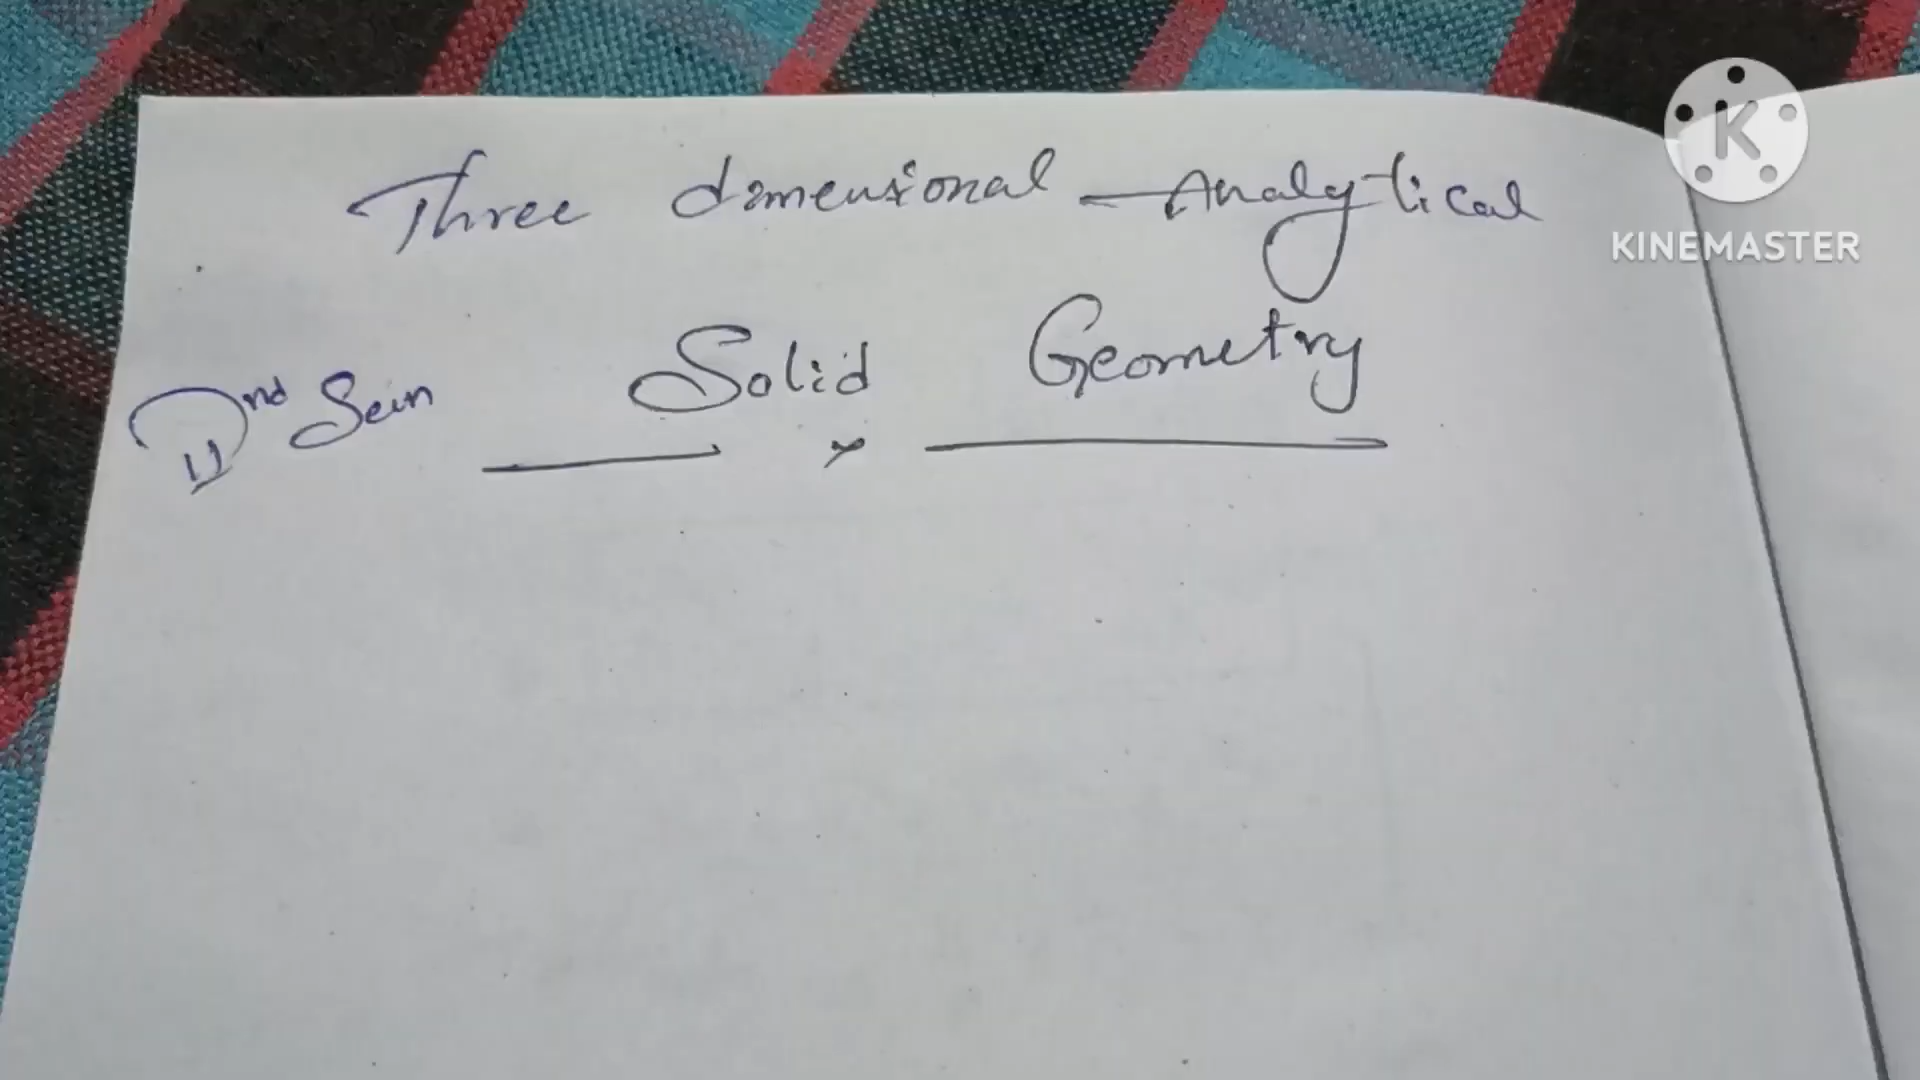 Three dimensional Analytical
Solid Geometry
IInd Sem
K
KINEMASTER